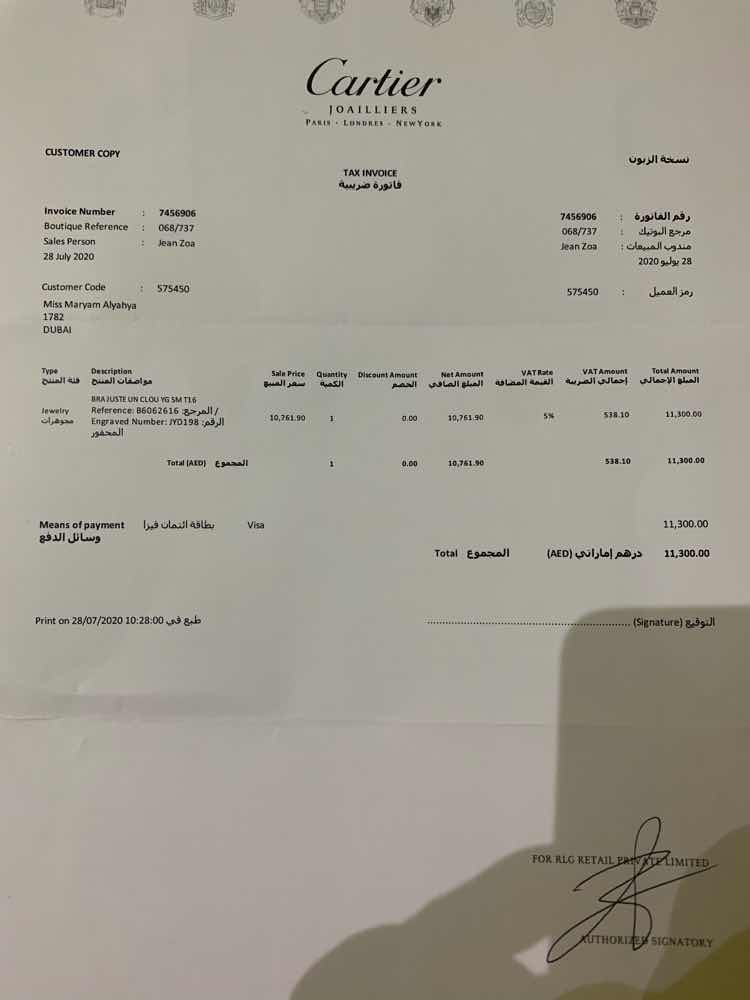 Cartier
JOAILLIERS
PARIS - LONDRES - NEWYORK
CUSTOMER COPY
نسخة الزبون
TAX INVOICE
فاتورة ضريبية
Invoice Number : 7456906
7456906 : رقم الفاتورة
Boutique Reference : 068/737
068/737 : مرجع البوتيك
Sales Person : Jean Zoa
Jean Zoa : مندوب المبيعات
28 July 2020
28 يوليو 2020
Customer Code : 575450
575450 : رمز العميل
Miss Maryam Alyahya
1782
DUBAI
Type Description Sale Price Quantity Discount Amount Net Amount VAT Rate VAT Amount Total Amount
فئة المنتج مواصفات المنتج سعر المبيع الكمية الخصم المبلغ الصافي القيمة المضافة إجمالي الضريبة المبلغ الإجمالي
BRA JUSTE UN CLOU YG SM T16
Jewelry Reference: B6062616 المرجع: /
مجوهرات Engraved Number: JYD198 الرقم:
المحفور
10,761.90 1 0.00 10,761.90 5% 538.10 11,300.00
Total (AED) المجموع 1 0.00 10,761.90 538.10 11,300.00
Means of payment بطاقة ائتمان فيزا Visa 11,300.00
وسائل الدفع
Total المجموع (AED) درهم إماراتي 11,300.00
Print on 28/07/2020 10:28:00 طبع في
(Signature) التوقيع
FOR RLG RETAIL PRIVATE LIMITED
AUTHORIZED SIGNATORY